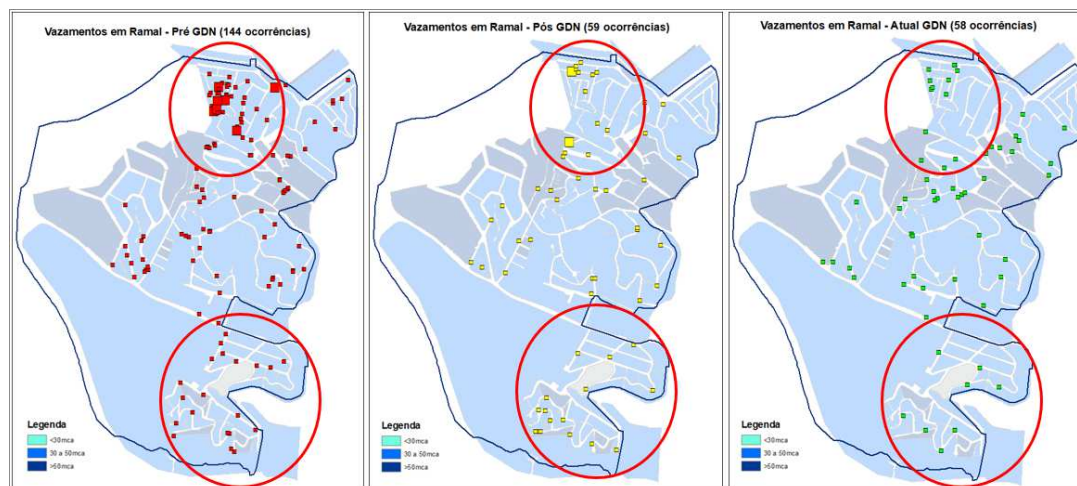 Vazamentos em Ramal - Pré GDN (144 ocorrências)
Legenda
<30mca
30 a 50mca
>50mca
Vazamentos em Ramal - Pós GDN (59 ocorrências)
Legenda
<30mca
30 a 50mca
>50mca
Vazamentos em Ramal - Atual GDN (58 ocorrências)
Legenda
<30mca
30 a 50mca
>50mca